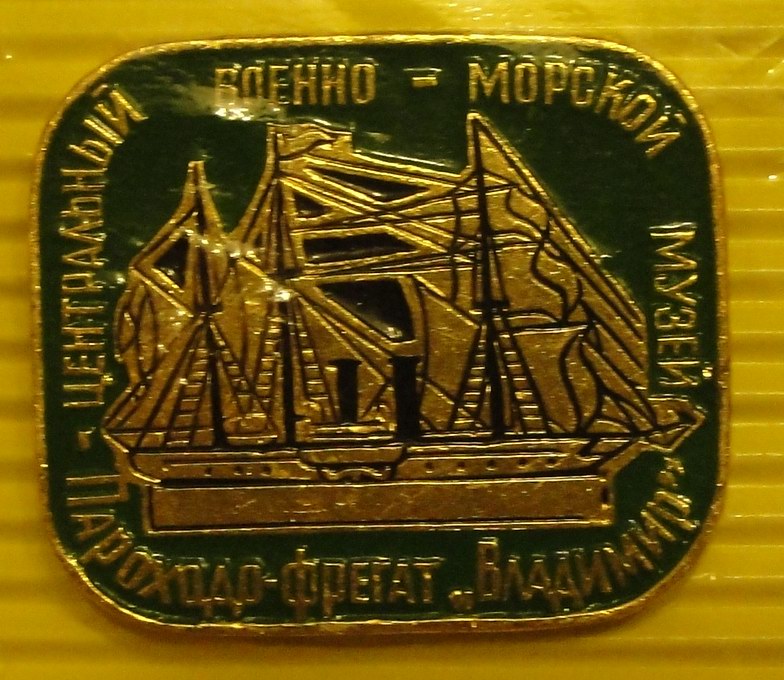 ЦЕНТРАЛЬНЫЙ ВОЕННО - МОРСКОЙ МУЗЕЙ
ПАРОХОДО-ФРЕГАТ „ВЛАДИМИР“